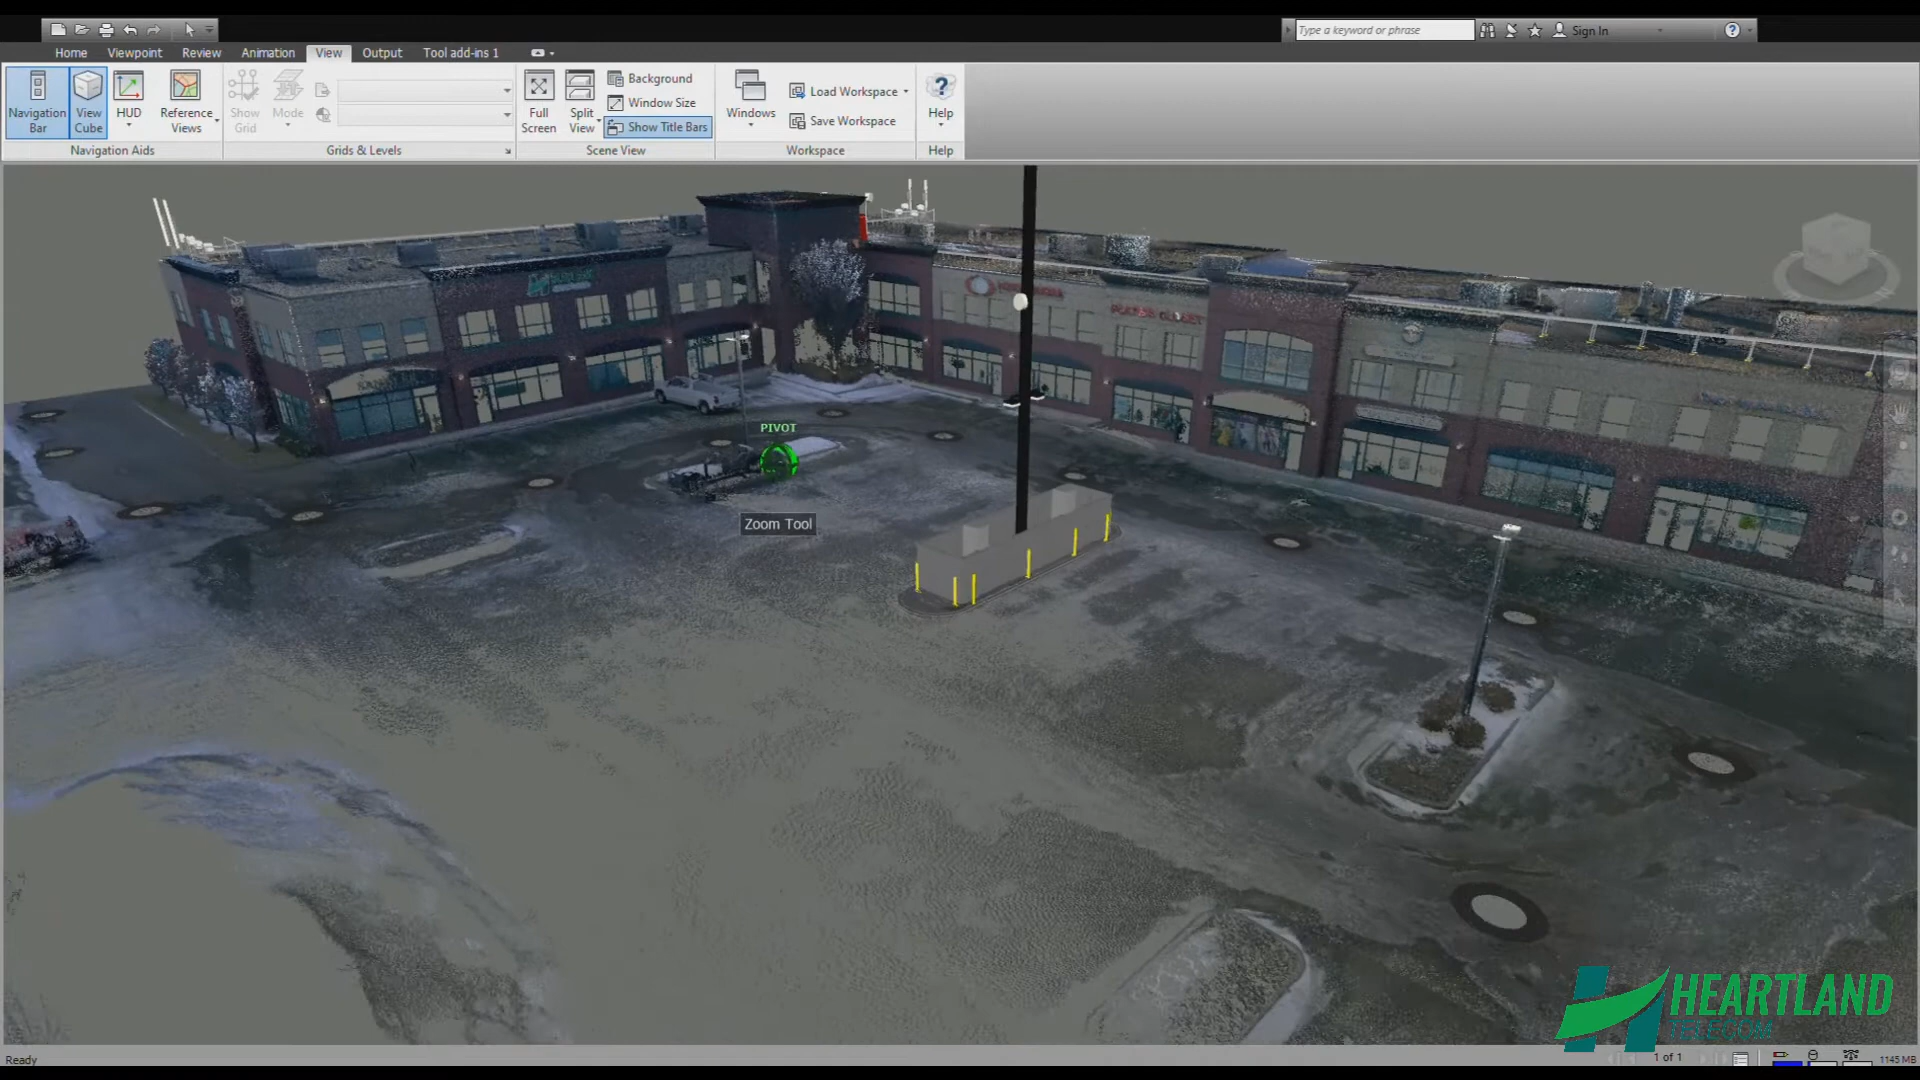 Type a keyword or phrase
Sign In
Home Viewpoint Review Animation View Output Tool add-ins 1
Navigation Bar
View Cube
HUD
Reference Views
Show Grid
Mode
Full Screen
Split View
Background
Window Size
Show Title Bars
Windows
Load Workspace
Save Workspace
Help
Navigation Aids
Grids & Levels
Scene View
Workspace
Help
PIVOT
Zoom Tool
HEARTLAND
TELECOM
Ready
1 of 1
1145 MB